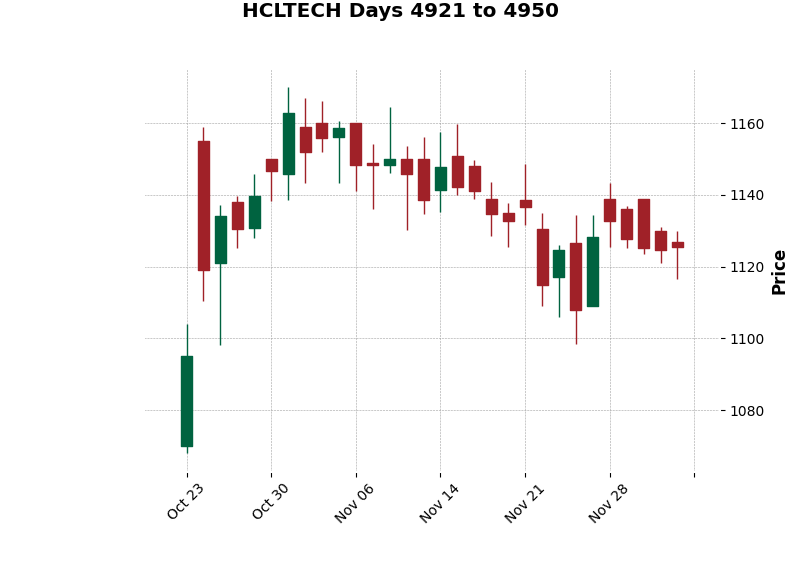 HCLTECH Days 4921 to 4950
1160
1140
1120
1100
1080
Price
Oct 23
Oct 30
Nov 06
Nov 14
Nov 21
Nov 28